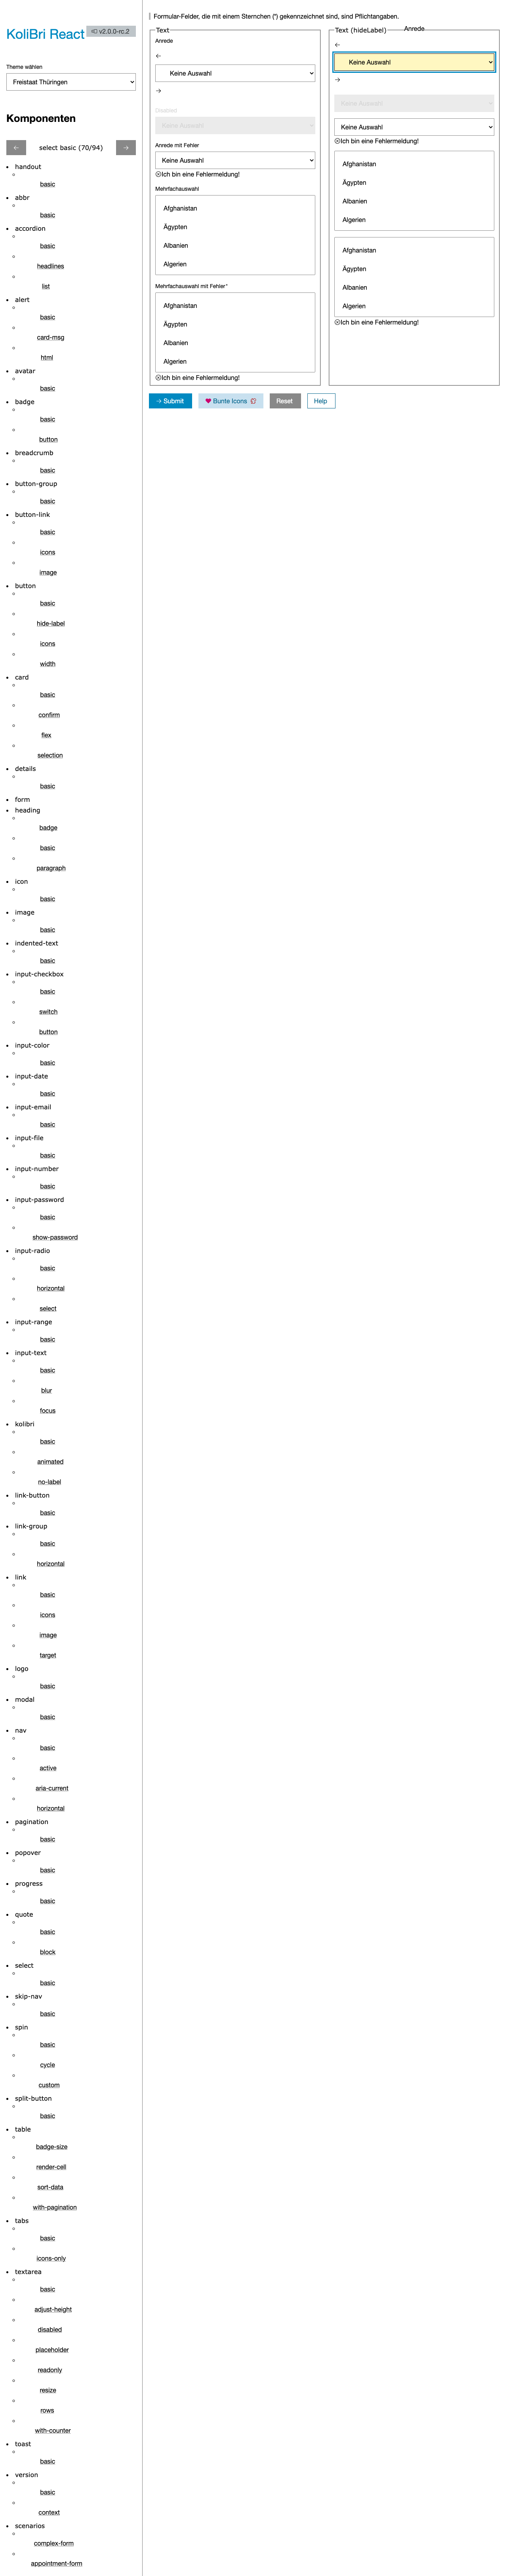 KoliBri React
v2.0.0-rc.2
Theme wählen
Freistaat Thüringen
Komponenten
←
select basic (70/94)
→
handout
basic
abbr
basic
accordion
basic
headlines
list
alert
basic
card-msg
html
avatar
basic
badge
basic
button
breadcrumb
basic
button-group
basic
button-link
basic
icons
image
button
basic
hide-label
icons
width
card
basic
confirm
flex
selection
details
basic
form
heading
badge
basic
paragraph
icon
basic
image
basic
indented-text
basic
input-checkbox
basic
switch
button
input-color
basic
input-date
basic
input-email
basic
input-file
basic
input-number
basic
input-password
basic
show-password
input-radio
basic
horizontal
select
input-range
basic
input-text
basic
blur
focus
kolibri
basic
animated
no-label
link-button
basic
link-group
basic
horizontal
link
basic
icons
image
target
logo
basic
modal
basic
nav
basic
active
aria-current
horizontal
pagination
basic
popover
basic
progress
basic
quote
basic
block
select
basic
skip-nav
basic
spin
basic
cycle
custom
split-button
basic
table
badge-size
render-cell
sort-data
with-pagination
tabs
basic
icons-only
textarea
basic
adjust-height
disabled
placeholder
readonly
resize
rows
with-counter
toast
basic
version
basic
context
scenarios
complex-form
appointment-form
Formular-Felder, die mit einem Sternchen (*) gekennzeichnet sind, sind Pflichtangaben.
Text
Anrede
←
Keine Auswahl
→
Disabled
Keine Auswahl
Anrede mit Fehler
Keine Auswahl
Ich bin eine Fehlermeldung!
Mehrfachauswahl
Afghanistan
Ägypten
Albanien
Algerien
Mehrfachauswahl mit Fehler*
Afghanistan
Ägypten
Albanien
Algerien
Ich bin eine Fehlermeldung!
Text (hideLabel)
Anrede
←
Keine Auswahl
→
Keine Auswahl
Keine Auswahl
Ich bin eine Fehlermeldung!
Afghanistan
Ägypten
Albanien
Algerien
Afghanistan
Ägypten
Albanien
Algerien
Ich bin eine Fehlermeldung!
→ Submit
Bunte Icons
Reset
Help